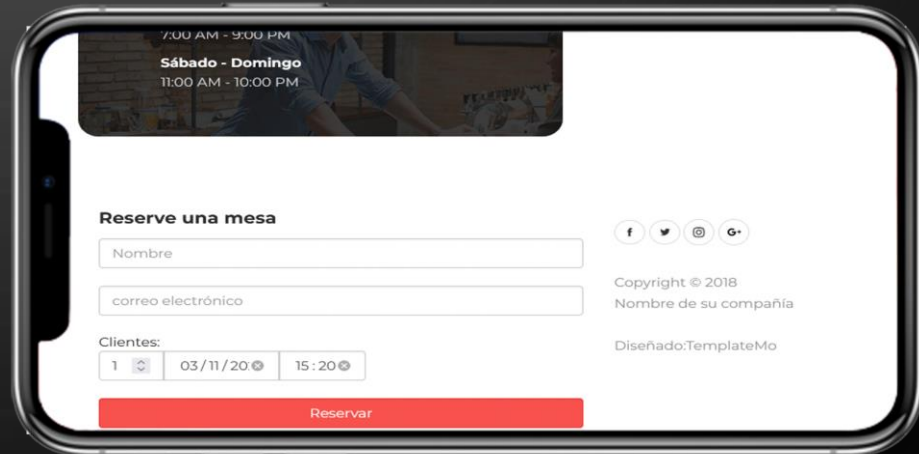 7:00 AM - 9:00 PM
Sábado - Domingo
11:00 AM - 10:00 PM
Reserve una mesa
Nombre
correo electrónico
Clientes:
1 03/11/20 15:20
Reservar
f G+
Copyright © 2018
Nombre de su compañía
Diseñado:TemplateMo